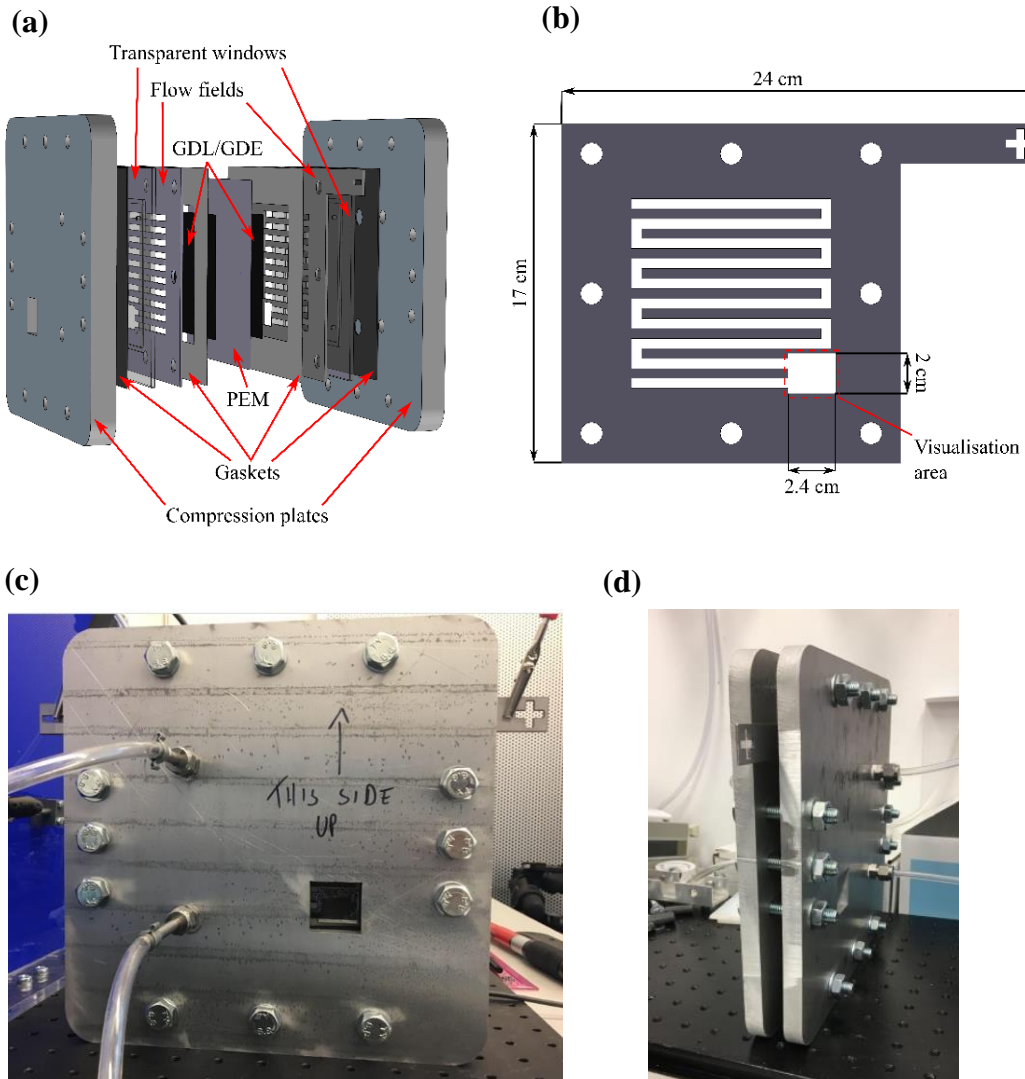 (a)
Transparent windows
Flow fields
GDL/GDE
PEM
Gaskets
Compression plates
(b)
24 cm
17 cm
2 cm
2.4 cm
Visualisation
area
(c)
THIS SIDE
UP
(d)